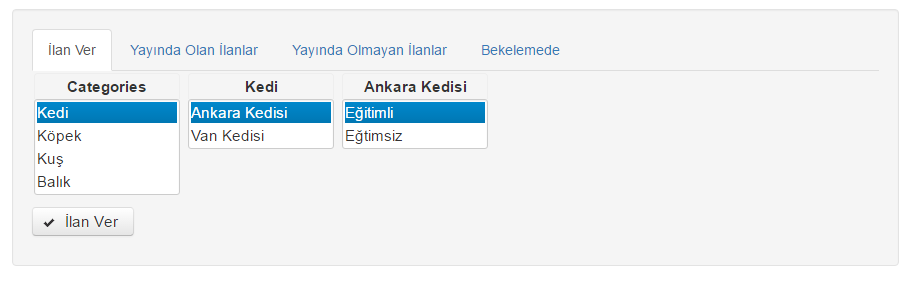 İlan Ver Yayında Olan İlanlar Yayında Olmayan İlanlar Bekelemede
Categories Kedi Ankara Kedisi
Kedi Ankara Kedisi Eğitimli
Köpek Van Kedisi Eğtimsiz
Kuş
Balık
İlan Ver